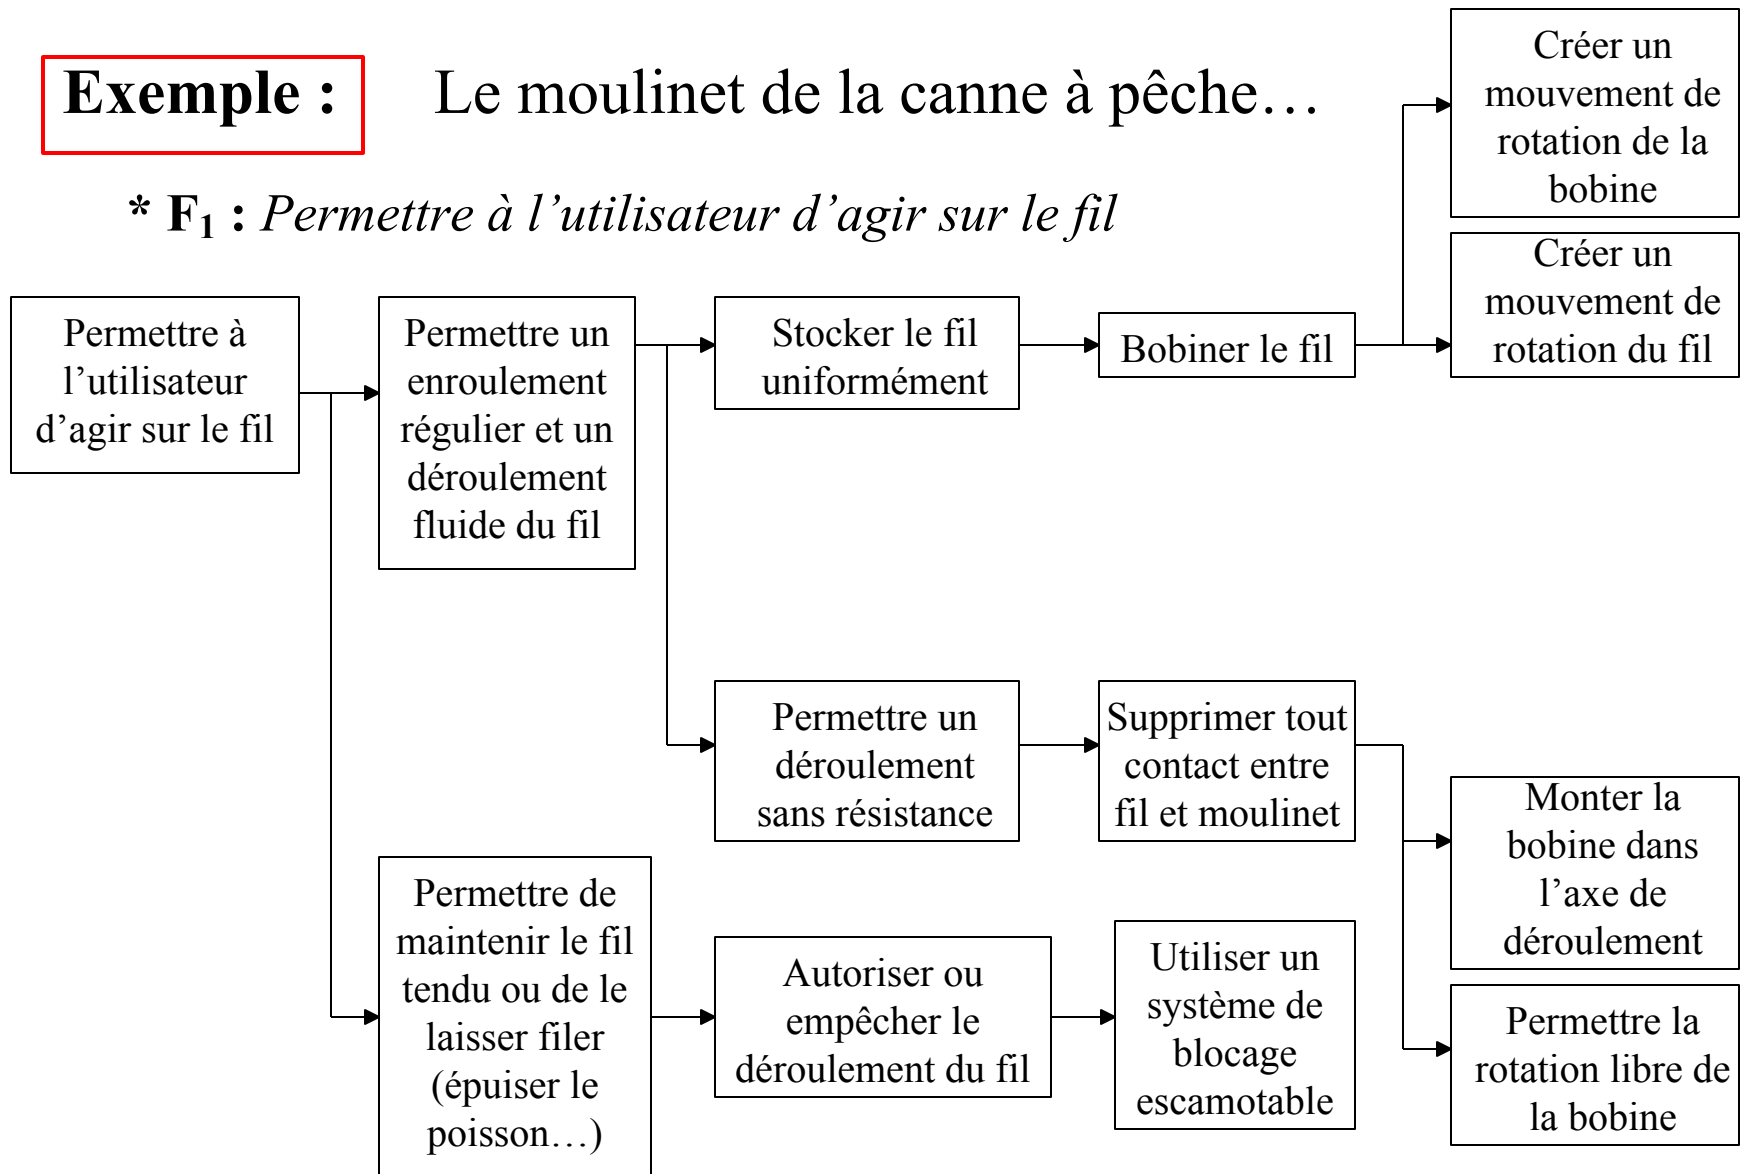 Exemple : Le moulinet de la canne à pêche…
* F₁ : Permettre à l’utilisateur d’agir sur le fil
Permettre à
l’utilisateur
d’agir sur le fil
Permettre un
enroulement
régulier et un
déroulement
fluide du fil
Stocker le fil
uniformément
Bobiner le fil
Créer un
mouvement de
rotation de la
bobine
Créer un
mouvement de
rotation du fil
Permettre un
déroulement
sans résistance
Supprimer tout
contact entre
fil et moulinet
Monter la
bobine dans
l’axe de
déroulement
Permettre la
rotation libre de
la bobine
Permettre de
maintenir le fil
tendu ou de le
laisser filer
(épuiser le
poisson…)
Autoriser ou
empêcher le
déroulement du fil
Utiliser un
système de
blocage
escamotable